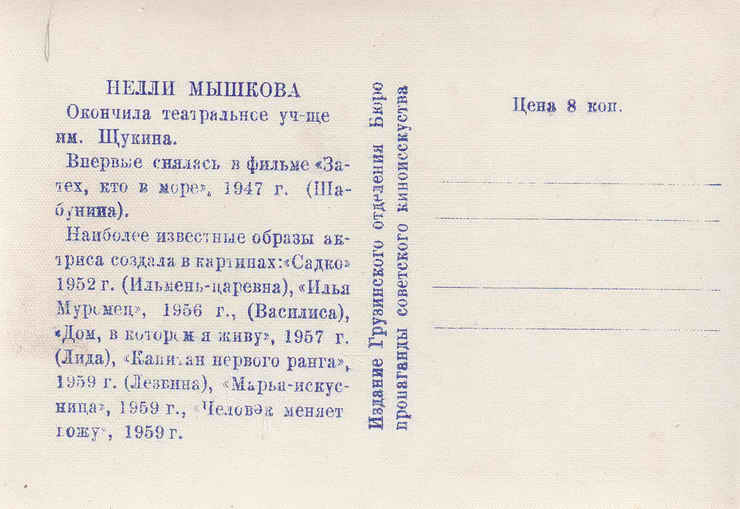 НЕЛЛИ МЫШКОВА
Окончила театральное уч-ще
им. Щукина.
Впервые снялась в фильме «За
тех, кто в море», 1947 г. (Ша-
бунина).
Наиболее известные образы ак-
триса создала в картинах:«Садко»
1952 г. (Ильмень-царевна), «Илья
Муромец», 1956 г., (Василиса),
«Дом, в котором я живу», 1957 г.
(Лида), «Капитан первого ранга»,
1959 г. (Лезвина), «Марья-искус-
ница», 1959 г., «Человек меняет
кожу», 1959 г.
Издание Грузинского отделения Бюро
пропаганды советского киноисскуства
Цена 8 коп.